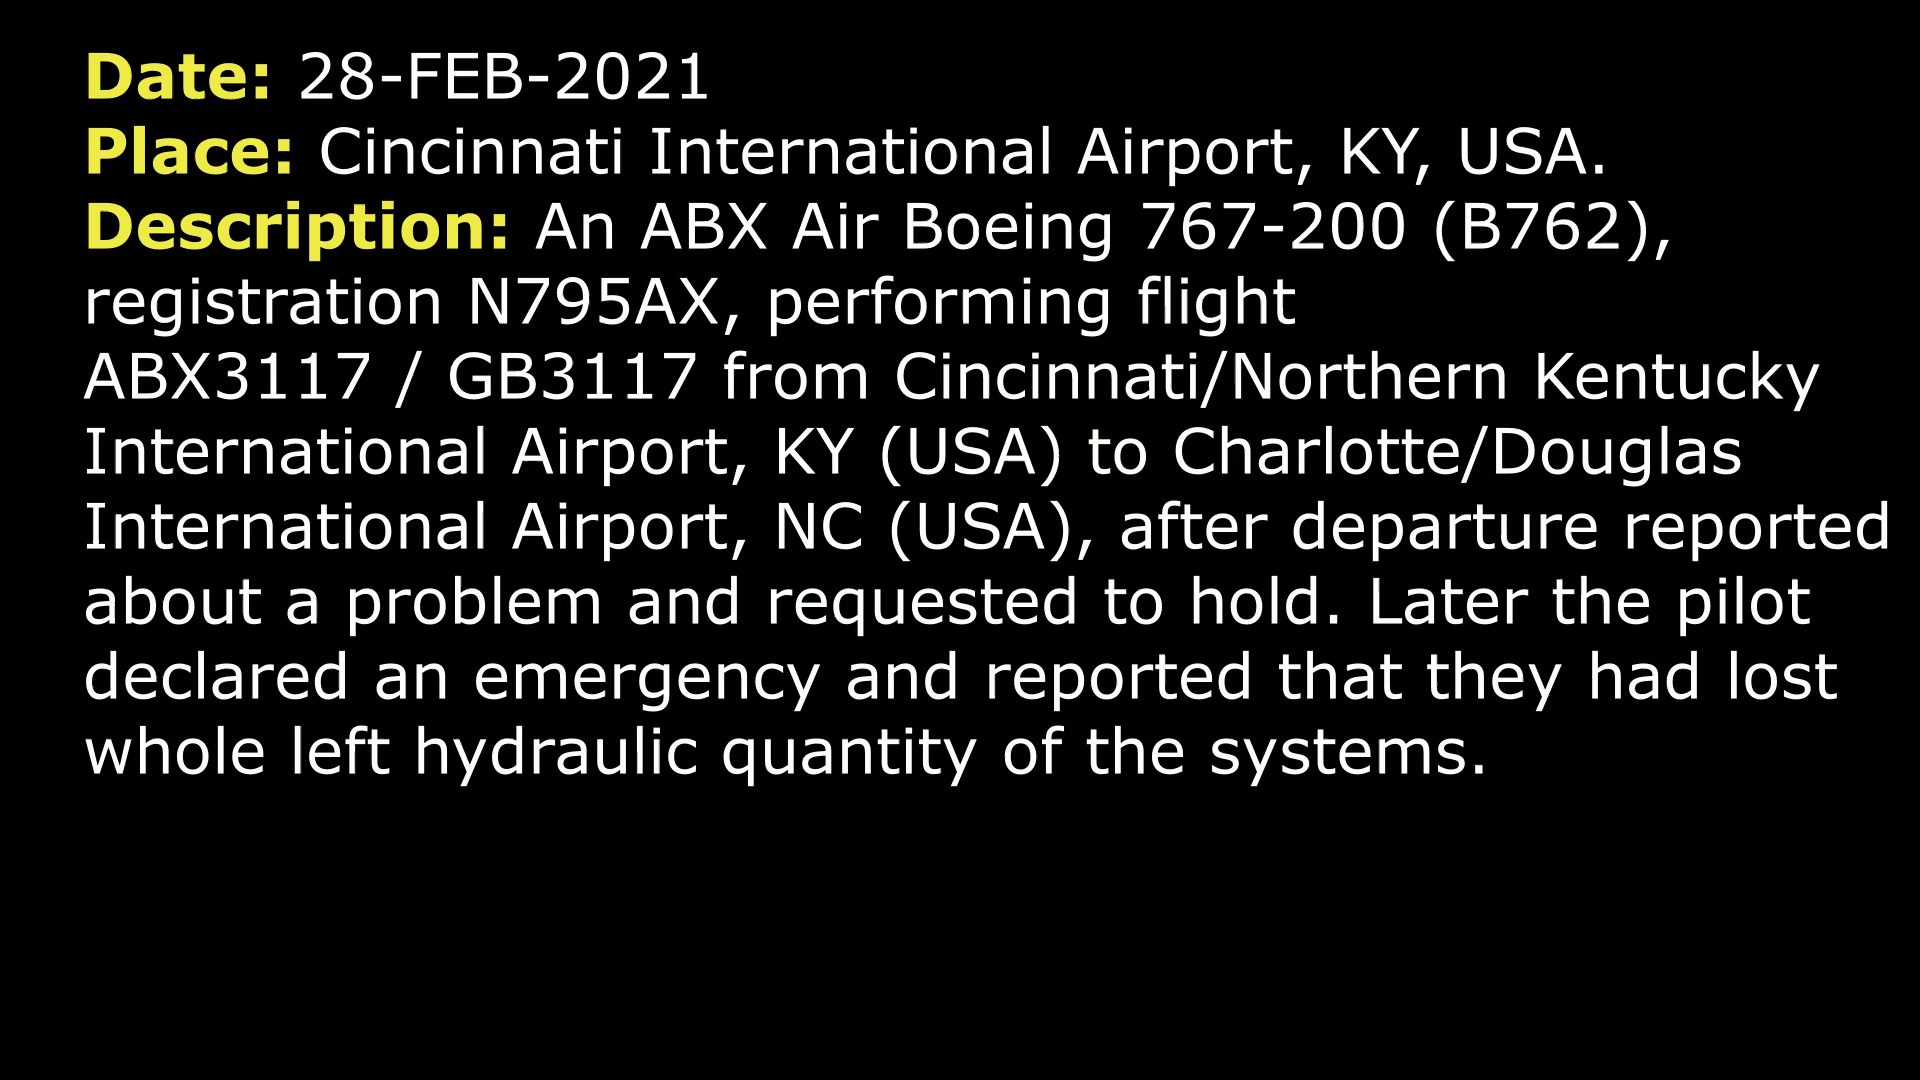 Date: 28-FEB-2021
Place: Cincinnati International Airport, KY, USA.
Description: An ABX Air Boeing 767-200 (B762),
registration N795AX, performing flight
ABX3117 / GB3117 from Cincinnati/Northern Kentucky
International Airport, KY (USA) to Charlotte/Douglas
International Airport, NC (USA), after departure reported
about a problem and requested to hold. Later the pilot
declared an emergency and reported that they had lost
whole left hydraulic quantity of the systems.